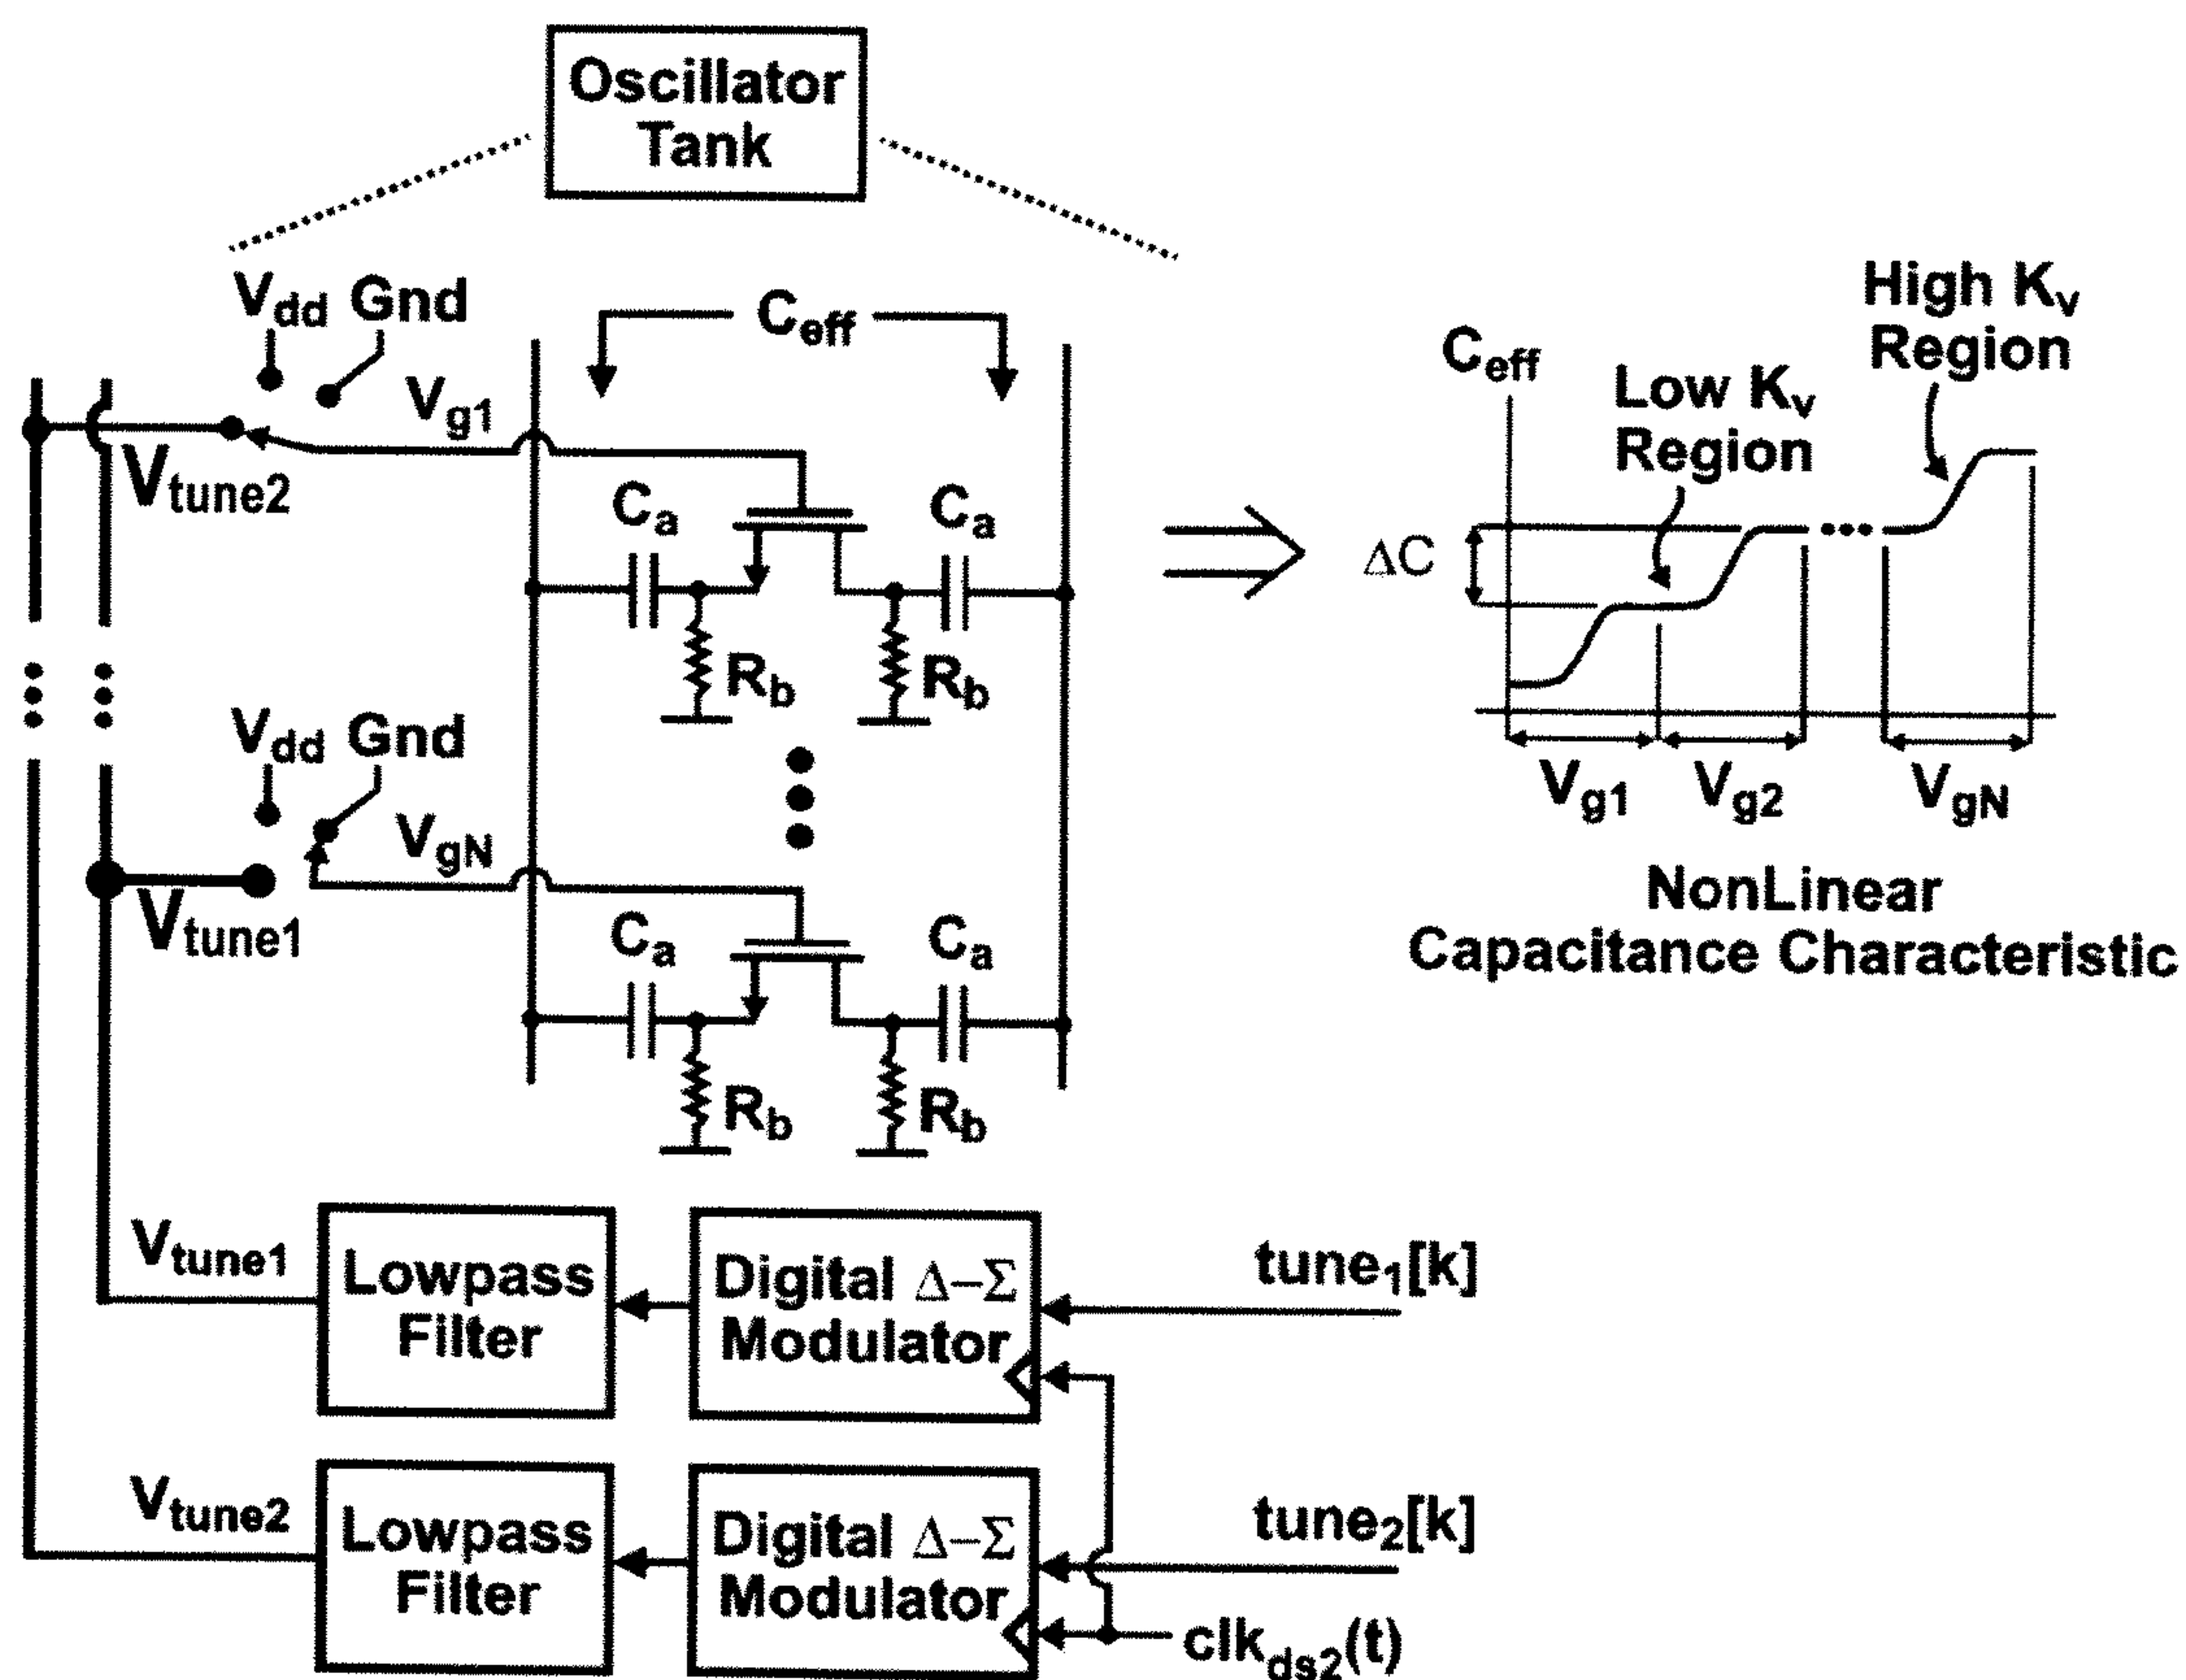 Oscillator
Tank
Vdd Gnd
Vg1
Ceff
Vtune2
Ca
Ca
Rb
Rb
Vdd Gnd
VgN
Vtune1
Ca
Ca
Rb
Rb
High Kv
Region
Ceff
Low Kv
Region
ΔC
Vg1
Vg2
VgN
NonLinear
Capacitance Characteristic
Vtune1
Lowpass
Filter
Digital Δ–Σ
Modulator
tune1[k]
Vtune2
Lowpass
Filter
Digital Δ–Σ
Modulator
tune2[k]
clkds2(t)